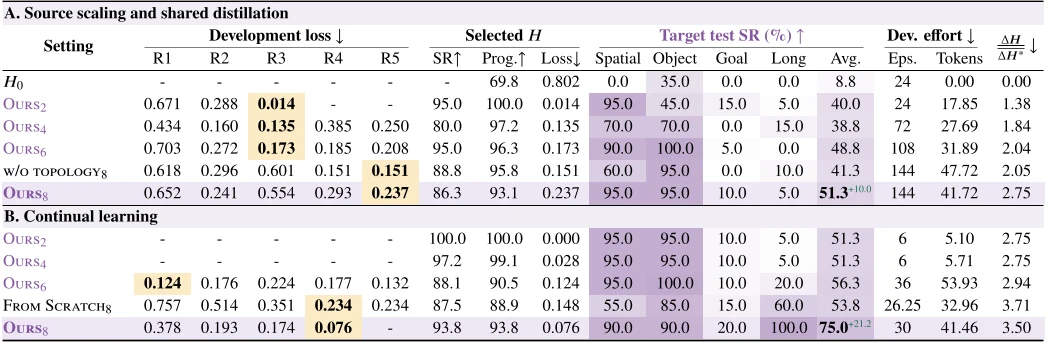 A. Source scaling and shared distillation
Setting Development loss ↓ Selected H Target test SR (%) ↑ Dev. effort ↓ ΔH/ΔH* ↓
R1 R2 R3 R4 R5 SR↑ Prog.↑ Loss↓ Spatial Object Goal Long Avg. Eps. Tokens
H0 - - - - - - 69.8 0.802 0.0 35.0 0.0 0.0 8.8 24 0.00 0.00
OURS2 0.671 0.288 0.014 - - 95.0 100.0 0.014 95.0 45.0 15.0 5.0 40.0 24 17.85 1.38
OURS4 0.434 0.160 0.135 0.385 0.250 80.0 97.2 0.135 70.0 70.0 0.0 15.0 38.8 72 27.69 1.84
OURS6 0.703 0.272 0.173 0.185 0.208 95.0 96.3 0.173 90.0 100.0 5.0 0.0 48.8 108 31.89 2.04
W/O TOPOLOGY8 0.618 0.296 0.601 0.151 0.151 88.8 95.8 0.151 60.0 95.0 0.0 10.0 41.3 144 47.72 2.05
OURS8 0.652 0.241 0.554 0.293 0.237 86.3 93.1 0.237 95.0 95.0 10.0 5.0 51.3+10.0 144 41.72 2.75
B. Continual learning
OURS2 - - - - - 100.0 100.0 0.000 95.0 95.0 10.0 5.0 51.3 6 5.10 2.75
OURS4 - - - - - 97.2 99.1 0.028 95.0 95.0 10.0 5.0 51.3 6 5.71 2.75
OURS6 0.124 0.176 0.224 0.177 0.132 88.1 90.5 0.124 95.0 100.0 10.0 20.0 56.3 36 53.93 2.94
FROM SCRATCH8 0.757 0.514 0.351 0.234 0.234 87.5 88.9 0.148 55.0 85.0 15.0 60.0 53.8 26.25 32.96 3.71
OURS8 0.378 0.193 0.174 0.076 - 93.8 93.8 0.076 90.0 90.0 20.0 100.0 75.0+21.2 30 41.46 3.50